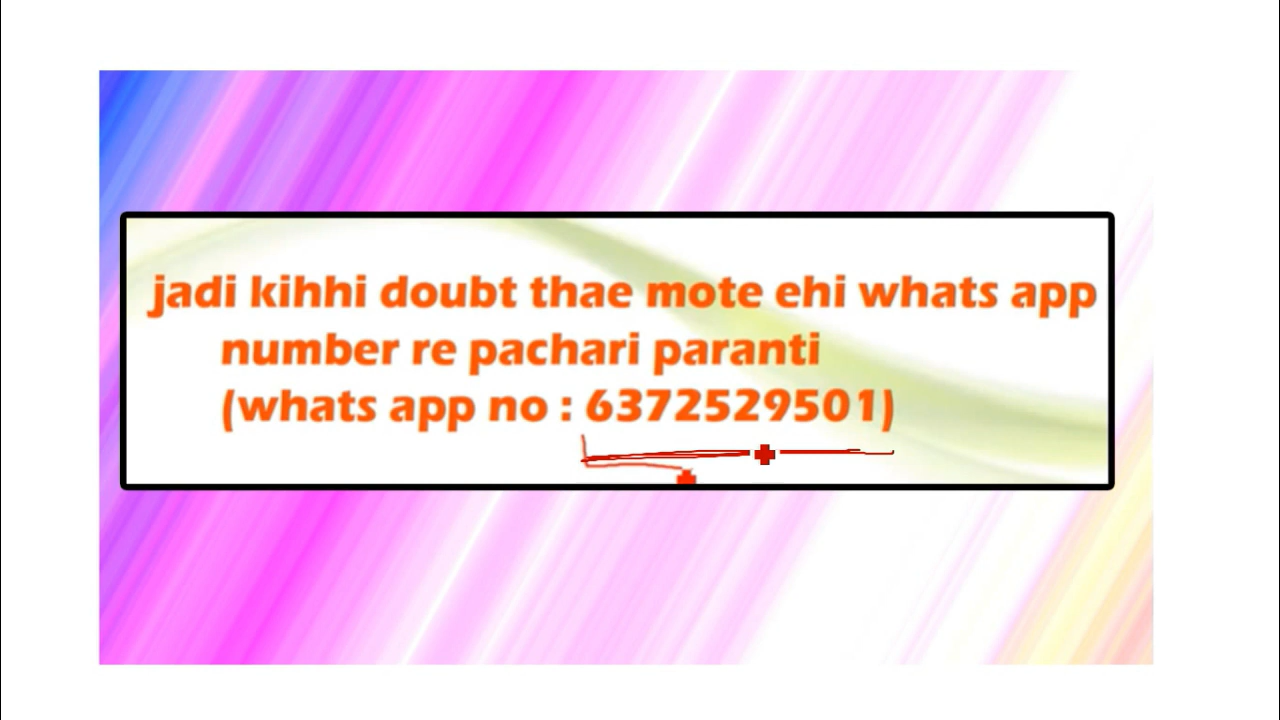 jadi kihhi doubt thae mote ehi whats app
number re pachari paranti
(whats app no : 6372529501)